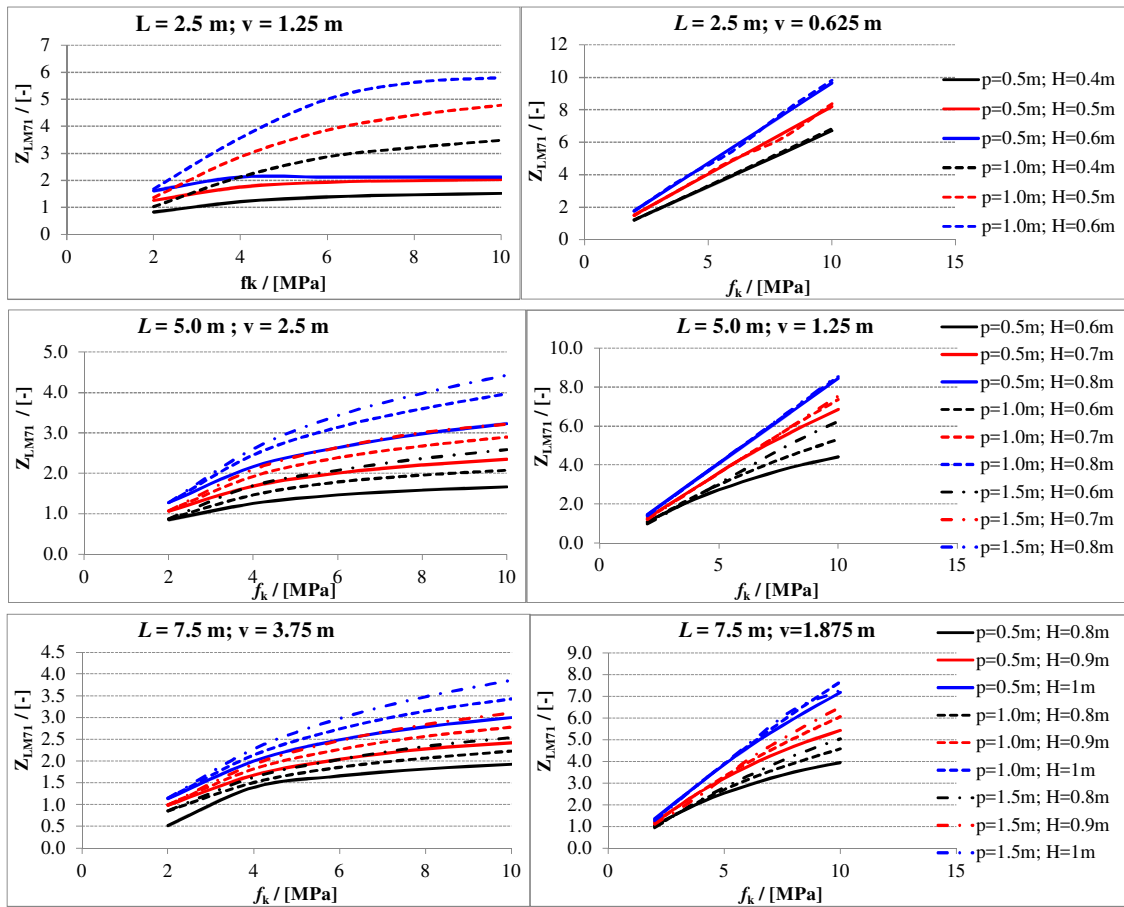 L = 2.5 m; v = 1.25 m
Z_LM71 / [-]
7
6
5
4
3
2
1
0
0 2 4 6 8 10
fk / [MPa]
L = 2.5 m; v = 0.625 m
Z_LM71 / [-]
12
10
8
6
4
2
0
0 5 10 15
f_k / [MPa]
p=0.5m; H=0.4m
p=0.5m; H=0.5m
p=0.5m; H=0.6m
p=1.0m; H=0.4m
p=1.0m; H=0.5m
p=1.0m; H=0.6m
L = 5.0 m ; v = 2.5 m
Z_LM71 / [-]
5.0
4.0
3.0
2.0
1.0
0.0
0 2 4 6 8 10
f_k / [MPa]
L = 5.0 m; v = 1.25 m
Z_LM71 / [-]
10.0
8.0
6.0
4.0
2.0
0.0
0 5 10 15
f_k / [MPa]
p=0.5m; H=0.6m
p=0.5m; H=0.7m
p=0.5m; H=0.8m
p=1.0m; H=0.6m
p=1.0m; H=0.7m
p=1.0m; H=0.8m
p=1.5m; H=0.6m
p=1.5m; H=0.7m
p=1.5m; H=0.8m
L = 7.5 m; v = 3.75 m
Z_LM71 / [-]
4.5
4.0
3.5
3.0
2.5
2.0
1.5
1.0
0.5
0.0
0 2 4 6 8 10
f_k / [MPa]
L = 7.5 m; v=1.875 m
Z_LM71 / [-]
9.0
8.0
7.0
6.0
5.0
4.0
3.0
2.0
1.0
0.0
0 5 10 15
f_k / [MPa]
p=0.5m; H=0.8m
p=0.5m; H=0.9m
p=0.5m; H=1m
p=1.0m; H=0.8m
p=1.0m; H=0.9m
p=1.0m; H=1m
p=1.5m; H=0.8m
p=1.5m; H=0.9m
p=1.5m; H=1m